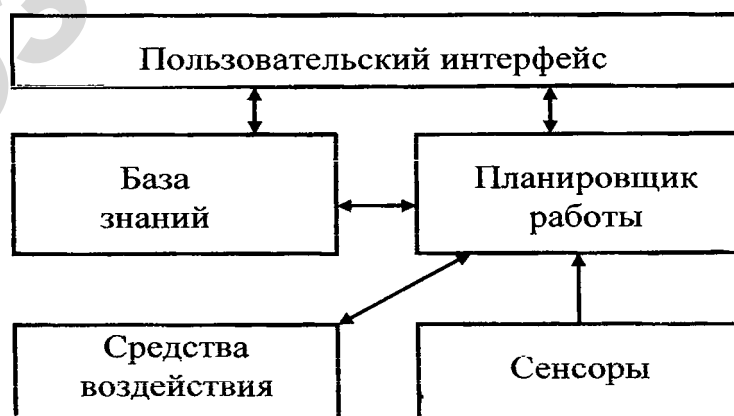 Пользовательский интерфейс
База
знаний
Планировщик
работы
Средства
воздействия
Сенсоры